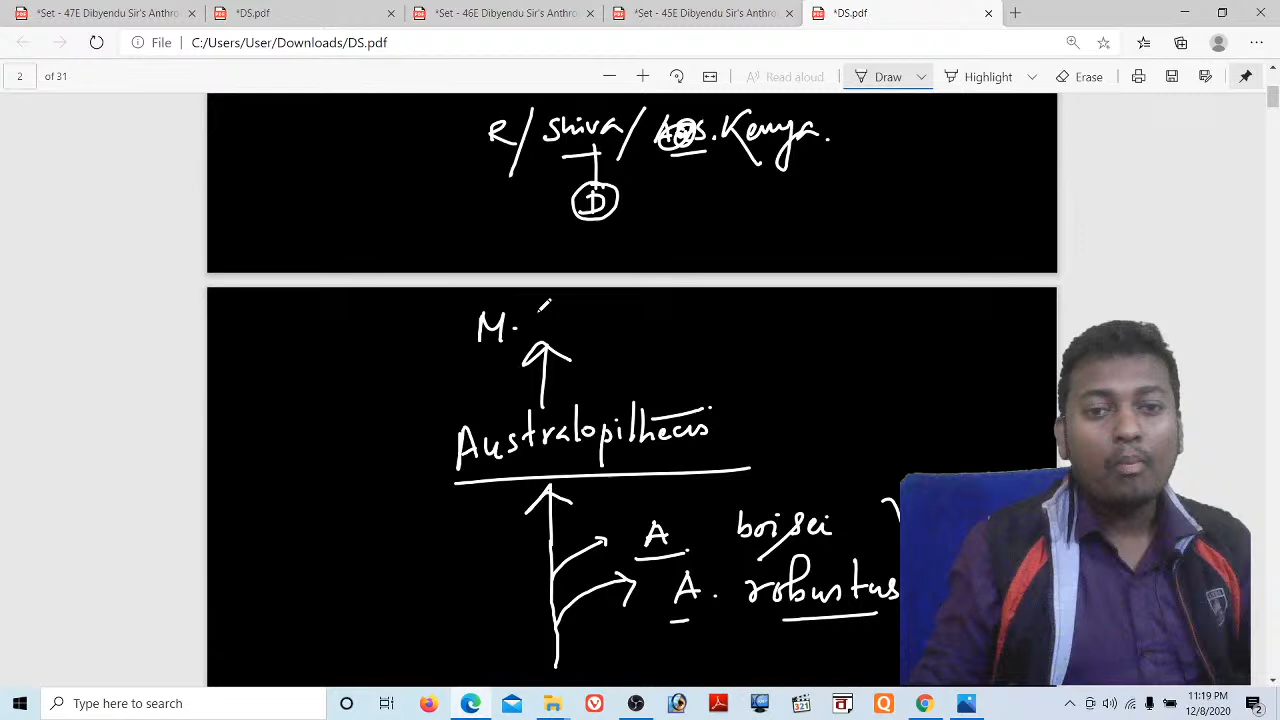 *Set - 47E Dibyendu Sir's Anthro
*DS.pdf
*Set - 46E Dibyendu Sir's Anthro
*Set - 45E Dibyendu Sir's Anthro
*DS.pdf
File
C:/Users/User/Downloads/DS.pdf
2 of 31
Read aloud
Draw
Highlight
Erase
R/ Shiva/ Kenya.
D
M.
Australopithecus
A. boisei
A. robustus
Type here to search
11:19 PM
12/8/2020